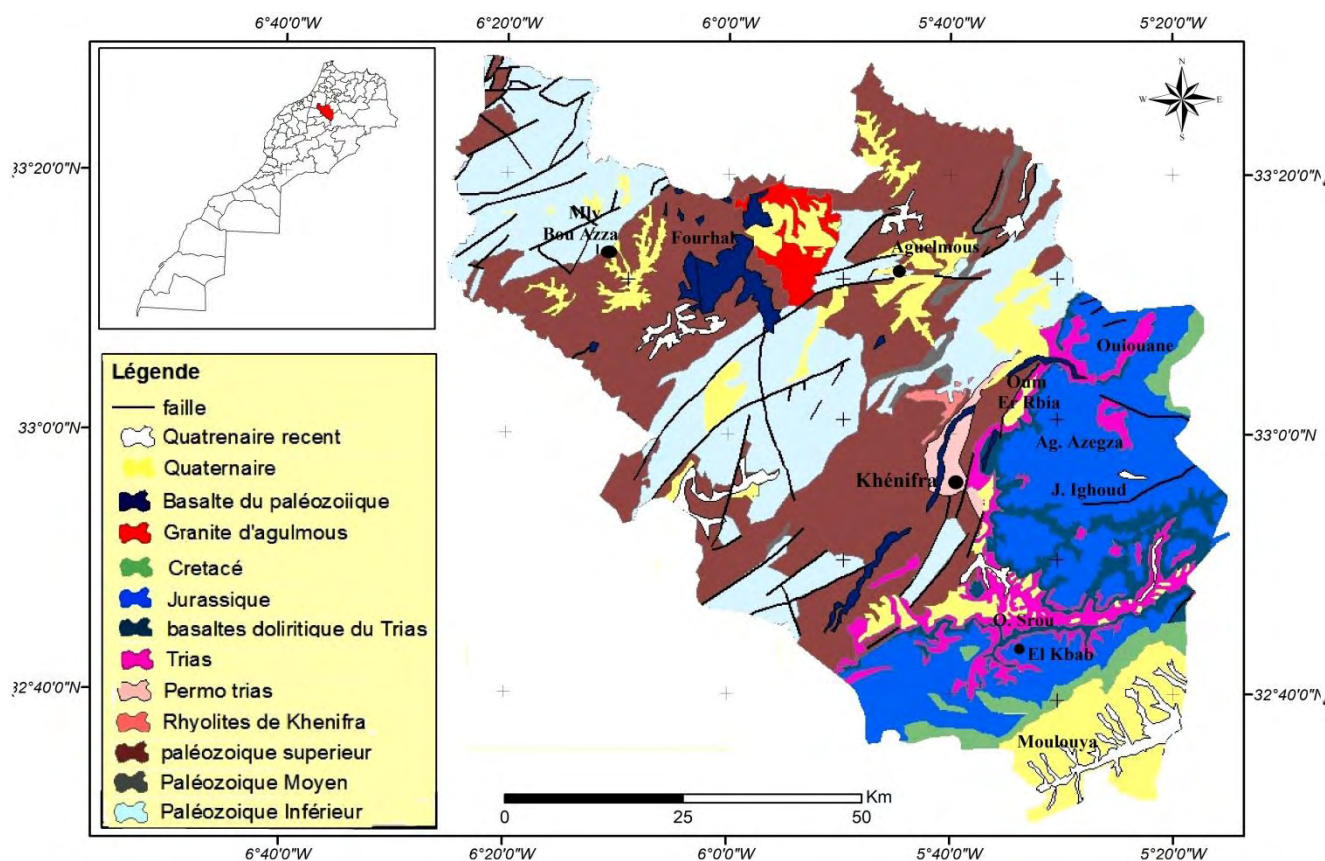 6°40'0"W
6°20'0"W
6°0'0"W
5°40'0"W
5°20'0"W
N
W
E
S
33°20'0"N
33°20'0"N
Mly
Bou Azza
Fourhal
Aguelmous
Ouiouane
Oum
Er Rbia
33°0'0"N
33°0'0"N
Ag. Azegza
Khénifra
J. Ighoud
O. Srou
El Kbab
32°40'0"N
32°40'0"N
Moulouya
Légende
faille
Quatrenaire recent
Quaternaire
Basalte du paléozoiique
Granite d'agulmous
Cretacé
Jurassique
basaltes doliritique du Trias
Trias
Permo trias
Rhyolites de Khenifra
paléozoique superieur
Paléozoique Moyen
Paléozoique Inférieur
Km
0
25
50
6°40'0"W
6°20'0"W
6°0'0"W
5°40'0"W
5°20'0"W